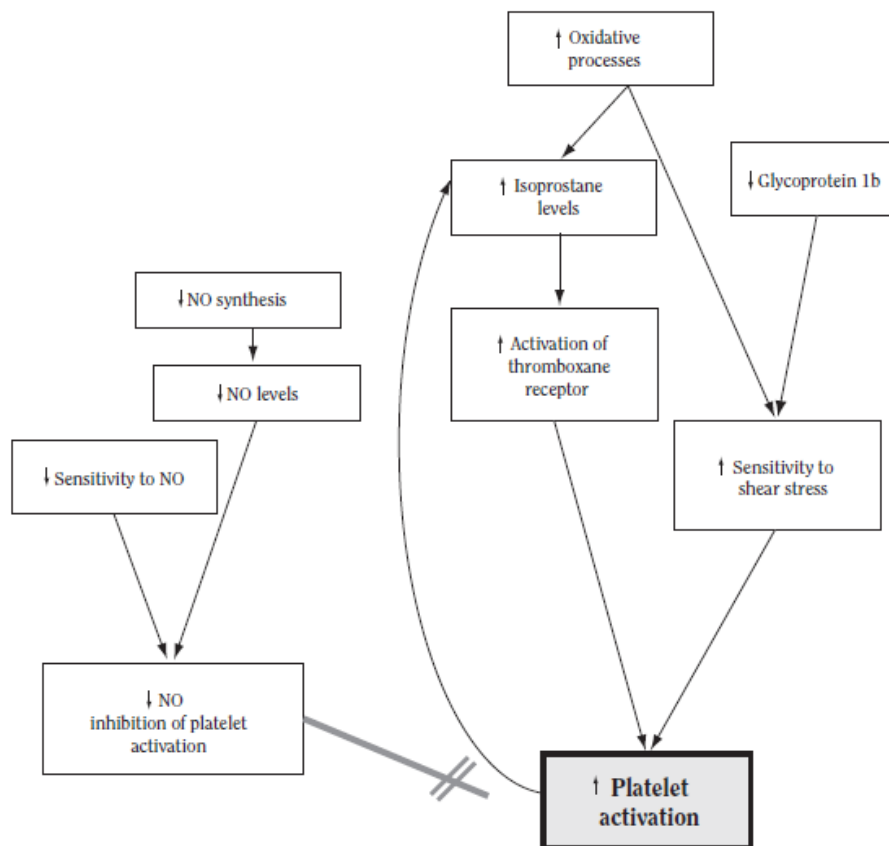 ↑ Oxidative
processes
↑ Isoprostane
levels
↓ Glycoprotein 1b
↓ NO synthesis
↑ Activation of
thromboxane
receptor
↓ NO levels
↓ Sensitivity to NO
↑ Sensitivity to
shear stress
↓ NO
inhibition of platelet
activation
↑ Platelet
activation